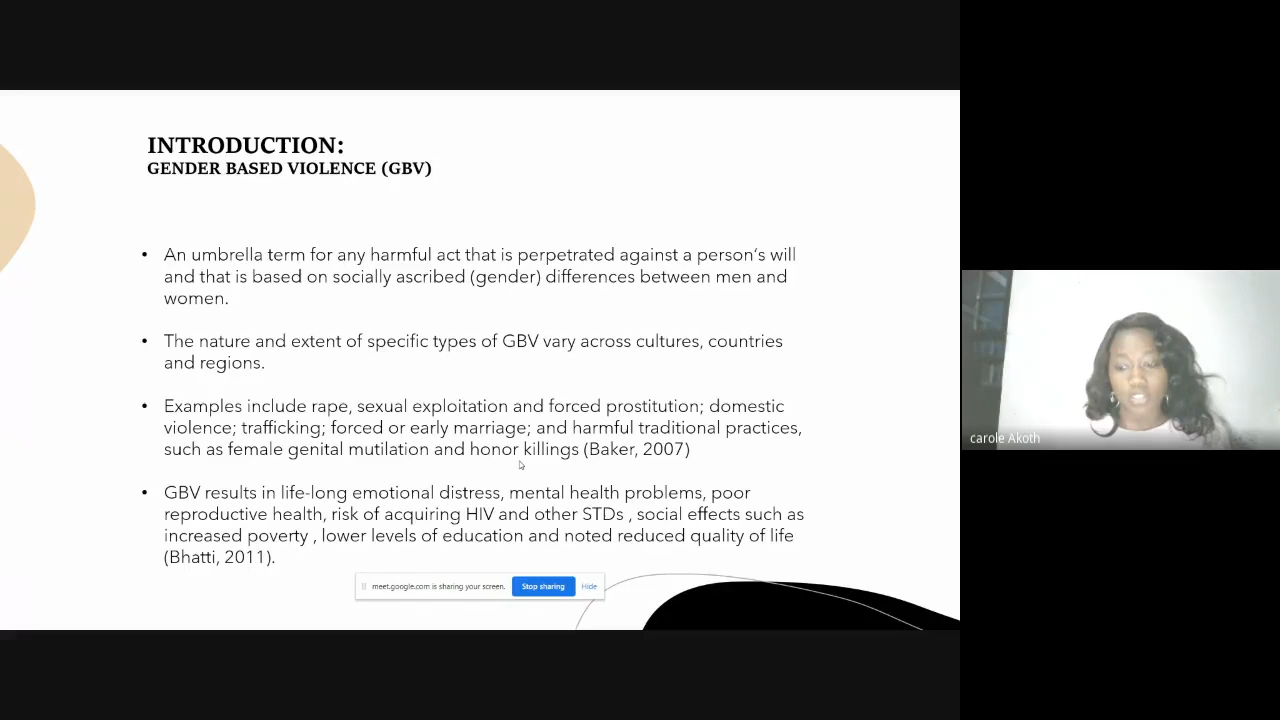 INTRODUCTION:
GENDER BASED VIOLENCE (GBV)
• An umbrella term for any harmful act that is perpetrated against a person's will
and that is based on socially ascribed (gender) differences between men and
women.
• The nature and extent of specific types of GBV vary across cultures, countries
and regions.
• Examples include rape, sexual exploitation and forced prostitution; domestic
violence; trafficking; forced or early marriage; and harmful traditional practices,
such as female genital mutilation and honor killings (Baker, 2007)
• GBV results in life-long emotional distress, mental health problems, poor
reproductive health, risk of acquiring HIV and other STDs , social effects such as
increased poverty , lower levels of education and noted reduced quality of life
(Bhatti, 2011).
meet.google.com is sharing your screen. Stop sharing Hide
carole Akoth